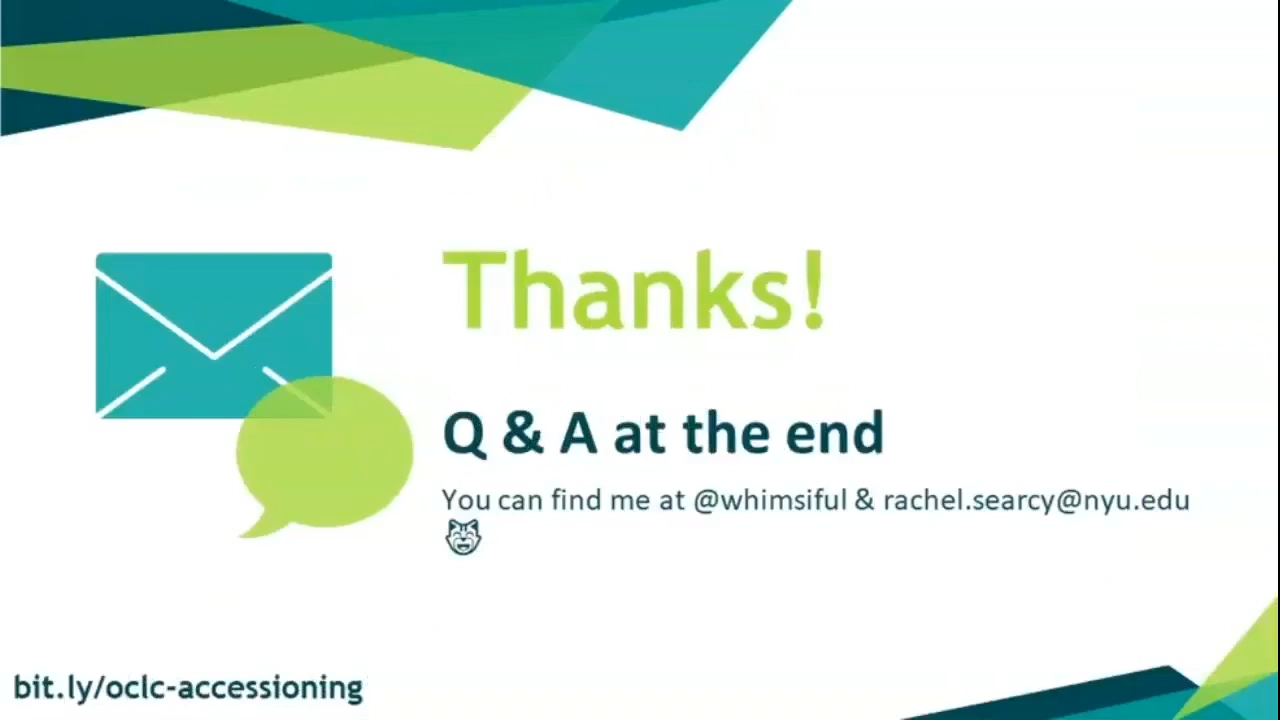 Thanks!
Q & A at the end
You can find me at @whimsiful & rachel.searcy@nyu.edu
😸
bit.ly/oclc-accessioning